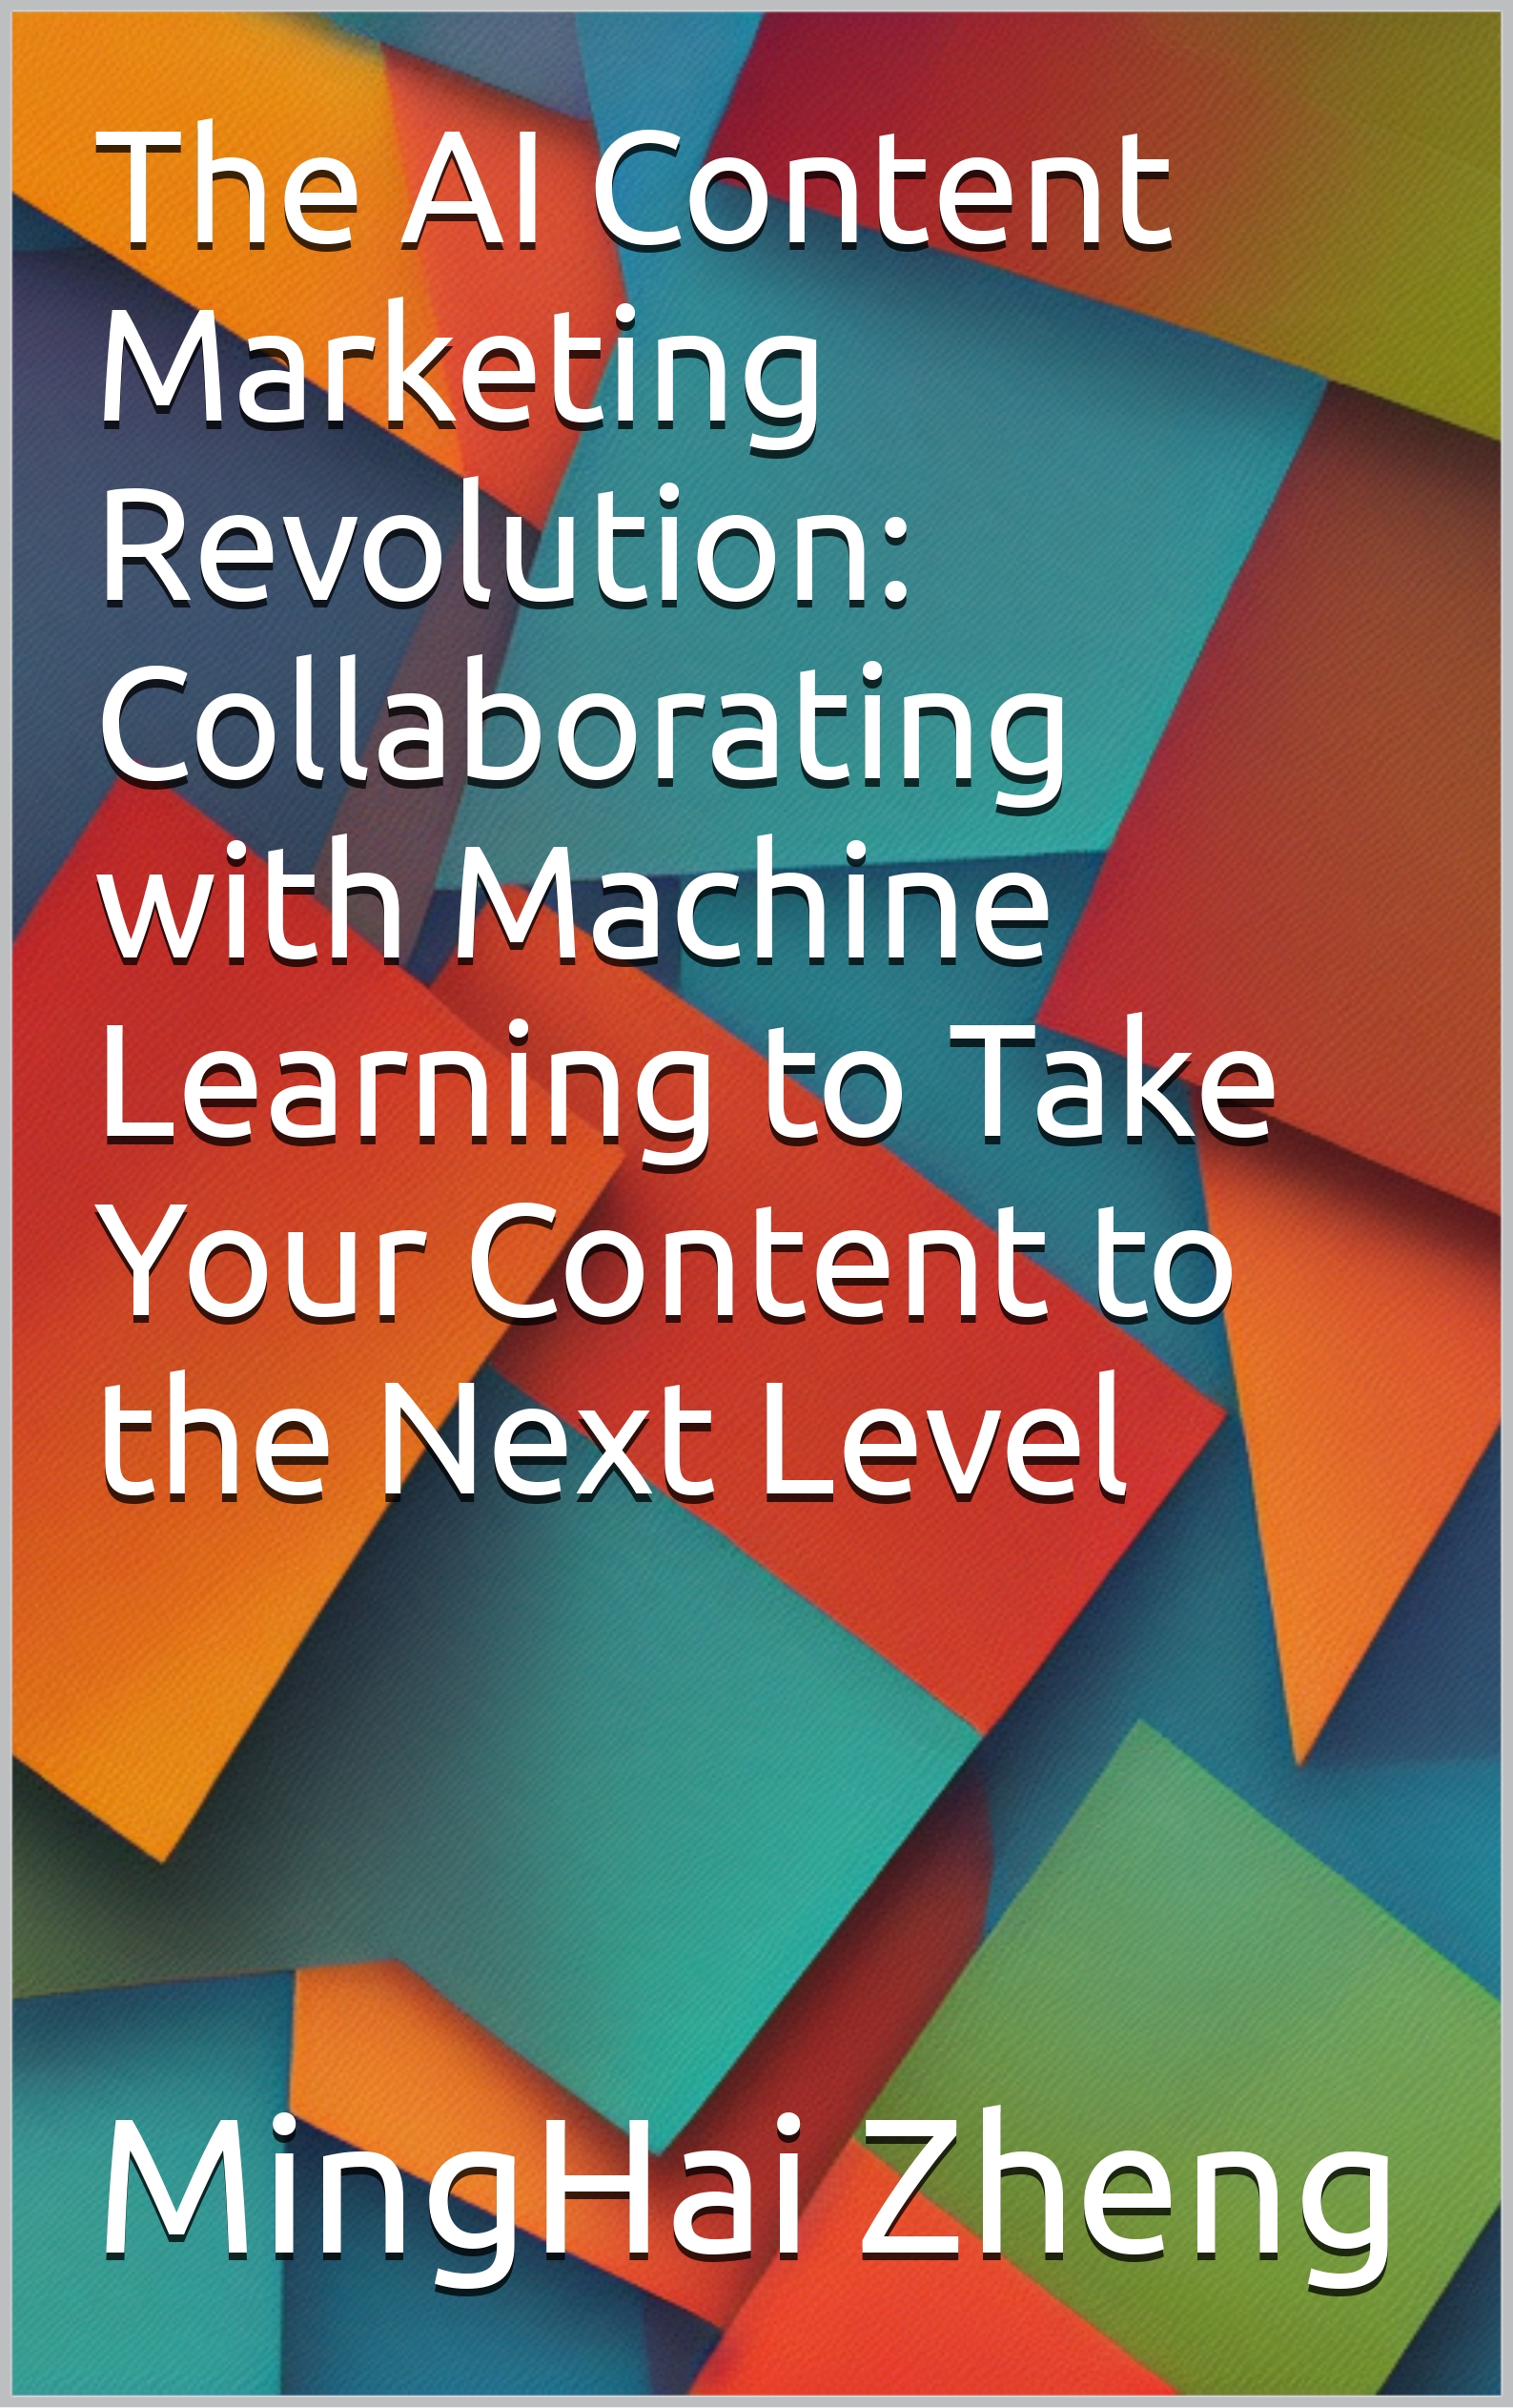 The AI Content
Marketing
Revolution:
Collaborating
with Machine
Learning to Take
Your Content to
the Next Level
MingHai Zheng